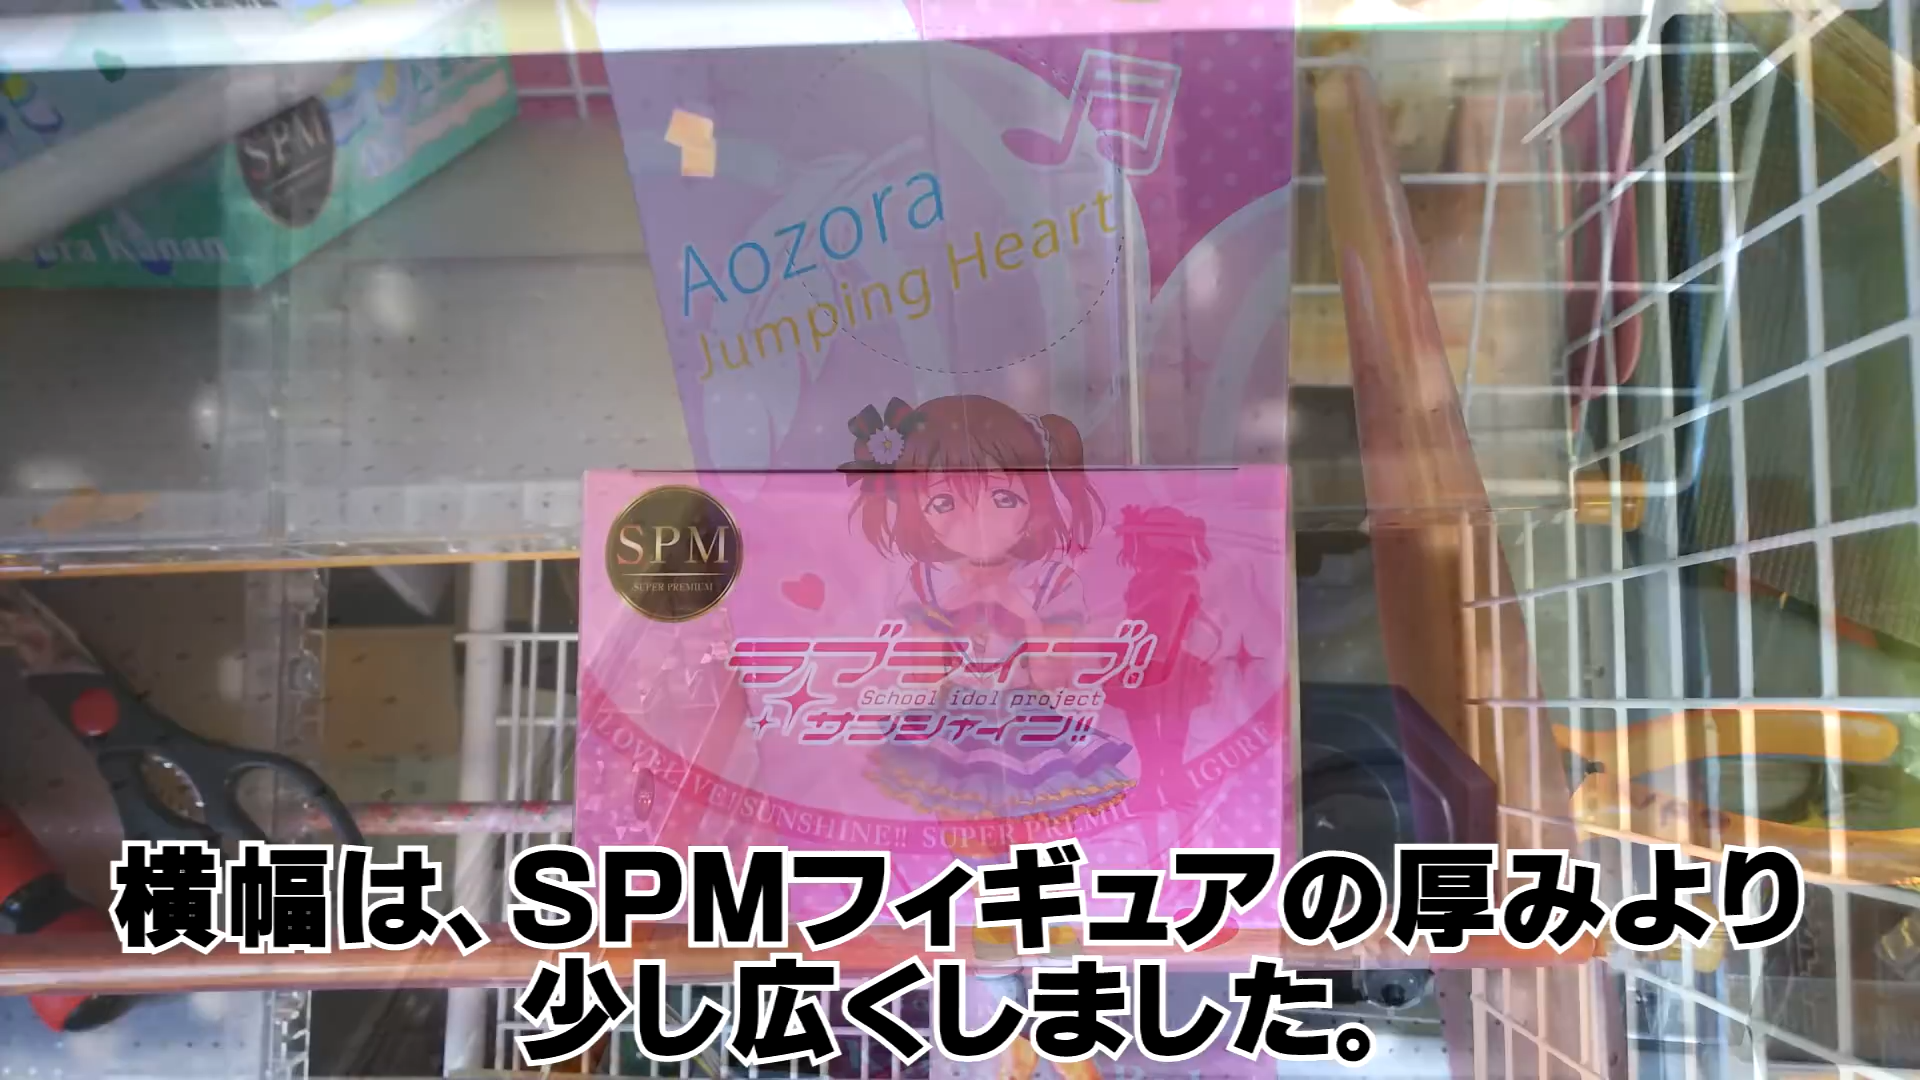 SPM
ara Kanan
Aozora
Jumping Heart
SPM
SUPER PREMIUM
ラブライブ!
School idol project
サンシャイン!!
SUNSHINE!! SUPER PREMI
IGURE
横幅は、SPMフィギュアの厚みより
少し広くしました。